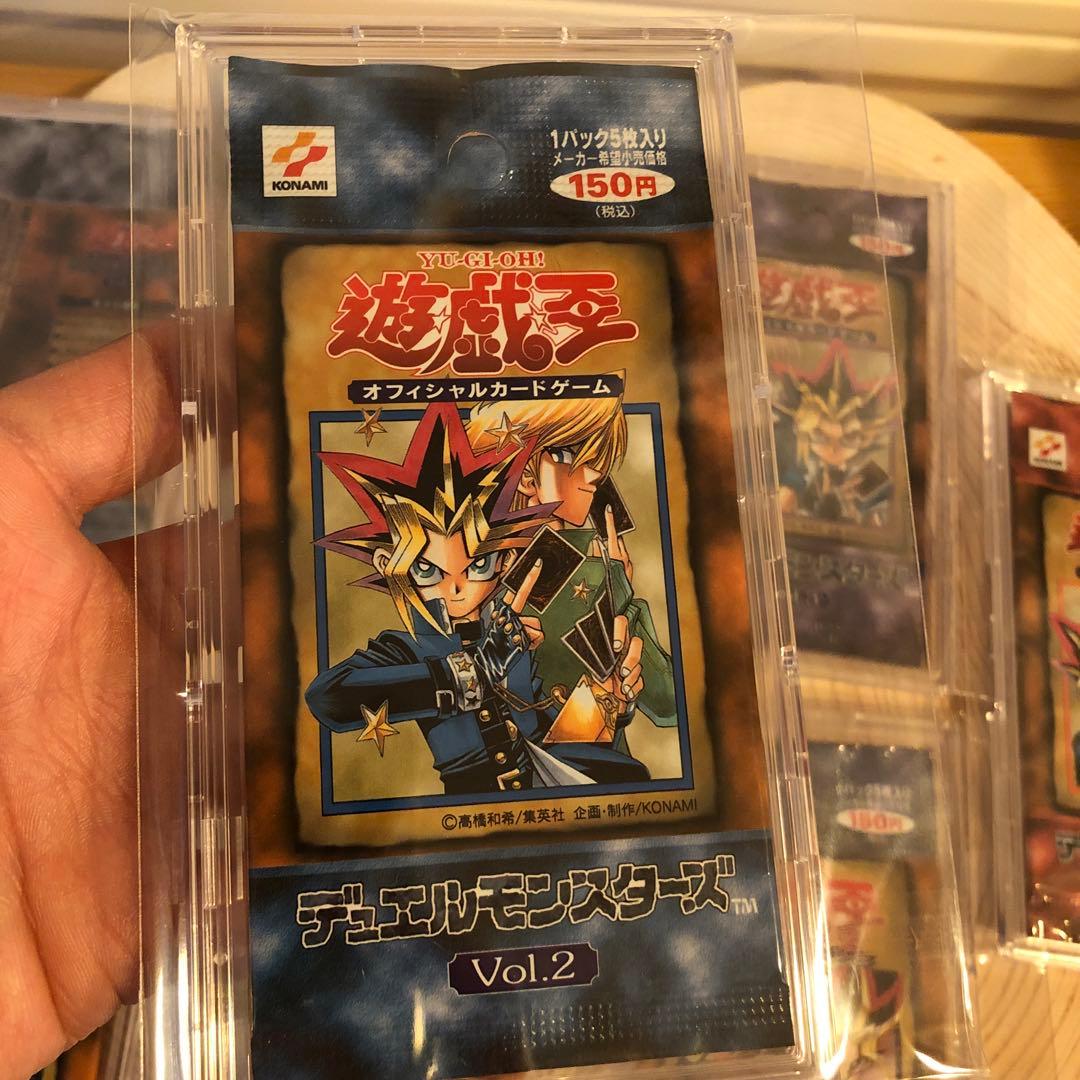 KONAMI
1パック5枚入り
メーカー希望小売価格
150円
(税込)
YU-GI-OH!
遊☆戯☆王
オフィシャルカードゲーム
©高橋和希/集英社 企画・制作/KONAMI
デュエルモンスターズ™
Vol.2
KONAMI
150円